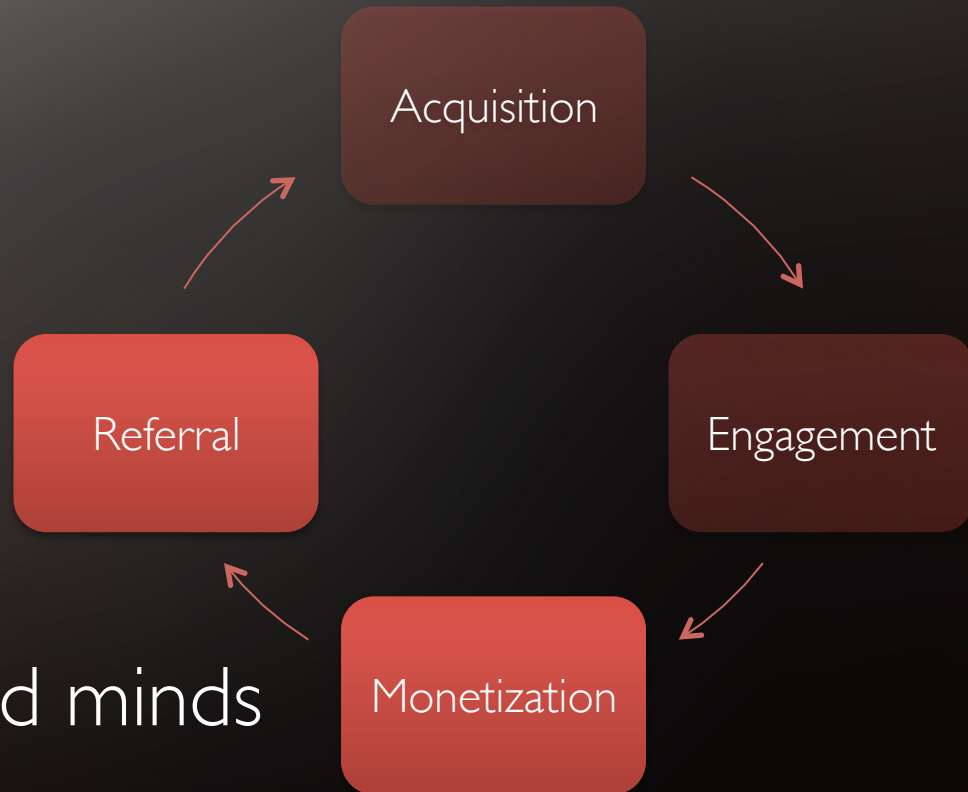 Acquisition
Referral
Engagement
Monetization
d minds